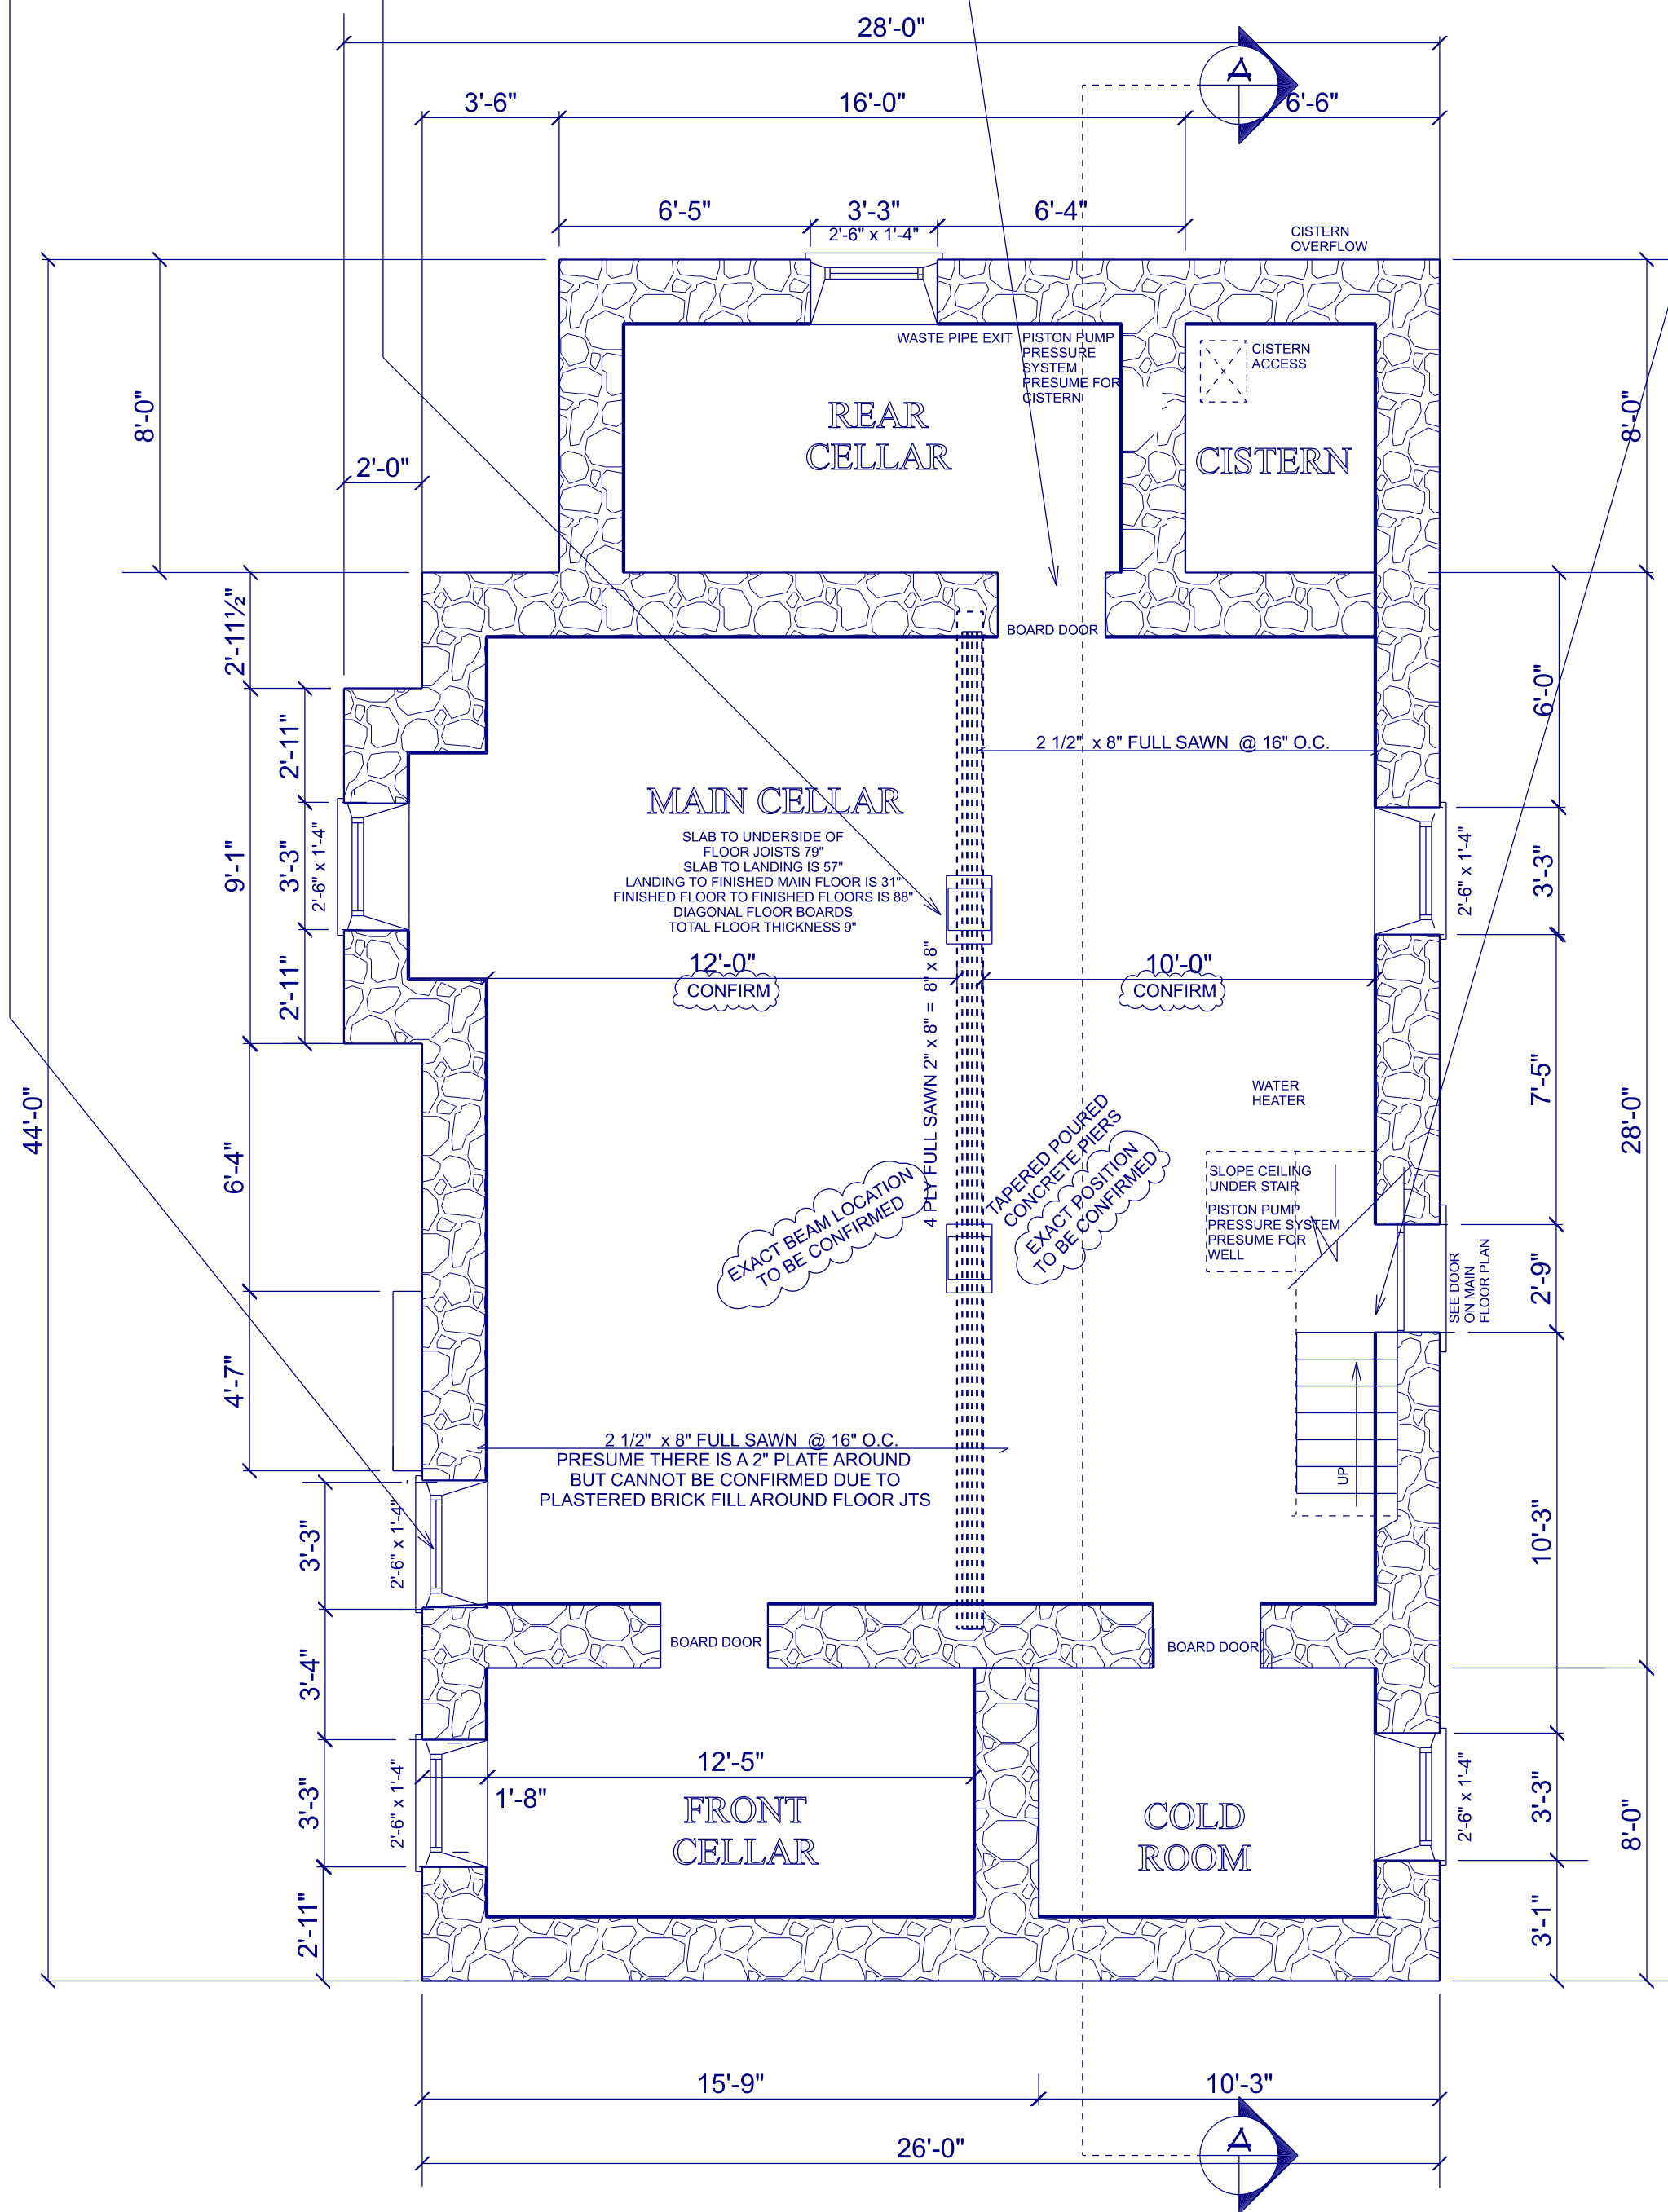 28'-0"
A
3'-6"
16'-0"
6'-6"
6'-5"
3'-3"
6'-4"
2'-6" x 1'-4"
CISTERN
OVERFLOW
WASTE PIPE EXIT
PISTON PUMP
PRESSURE
SYSTEM
PRESUME FOR
CISTERN
CISTERN
ACCESS
REAR
CELLAR
CISTERN
8'-0"
8'-0"
2'-0"
2'-11½"
BOARD DOOR
6'-0"
2'-11"
2 1/2" x 8" FULL SAWN @ 16" O.C.
MAIN CELLAR
SLAB TO UNDERSIDE OF
FLOOR JOISTS 79"
SLAB TO LANDING IS 57"
LANDING TO FINISHED MAIN FLOOR IS 31"
FINISHED FLOOR TO FINISHED FLOORS IS 88"
DIAGONAL FLOOR BOARDS
TOTAL FLOOR THICKNESS 9"
9'-1"
3'-3"
2'-6" x 1'-4"
2'-6" x 1'-4"
3'-3"
12'-0"
CONFIRM
10'-0"
CONFIRM
2'-11"
4 PLY FULL SAWN 2" x 8" = 8" x 8"
44'-0"
6'-4"
WATER
HEATER
7'-5"
28'-0"
TAPERED POURED
CONCRETE PIERS
EXACT POSITION
TO BE CONFIRMED
EXACT BEAM LOCATION
TO BE CONFIRMED
SLOPE CEILING
UNDER STAIR
PISTON PUMP
PRESSURE SYSTEM
PRESUME FOR
WELL
SEE DOOR
ON MAIN
FLOOR PLAN
2'-9"
4'-7"
2 1/2" x 8" FULL SAWN @ 16" O.C.
PRESUME THERE IS A 2" PLATE AROUND
BUT CANNOT BE CONFIRMED DUE TO
PLASTERED BRICK FILL AROUND FLOOR JTS
UP
3'-3"
2'-6" x 1'-4"
10'-3"
BOARD DOOR
BOARD DOOR
3'-4"
12'-5"
1'-8"
FRONT
CELLAR
COLD
ROOM
3'-3"
2'-6" x 1'-4"
2'-6" x 1'-4"
3'-3"
8'-0"
2'-11"
3'-1"
15'-9"
10'-3"
26'-0"
A